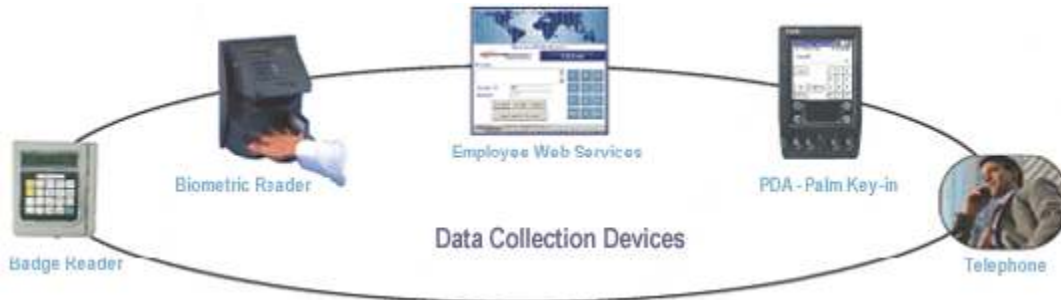 Employee Web Services
Biometric Reader
PDA - Palm Key-in
Data Collection Devices
Badge Reader
Telephone